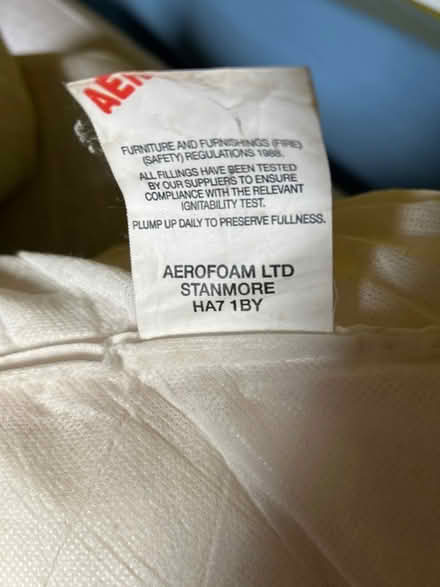 FURNITURE AND FURNISHINGS (FIRE)
(SAFETY) REGULATIONS 1988.
ALL FILLINGS HAVE BEEN TESTED
BY OUR SUPPLIERS TO ENSURE
COMPLIANCE WITH THE RELEVANT
IGNITABILITY TEST.
PLUMP UP DAILY TO PRESERVE FULLNESS.
AEROFOAM LTD
STANMORE
HA7 1BY